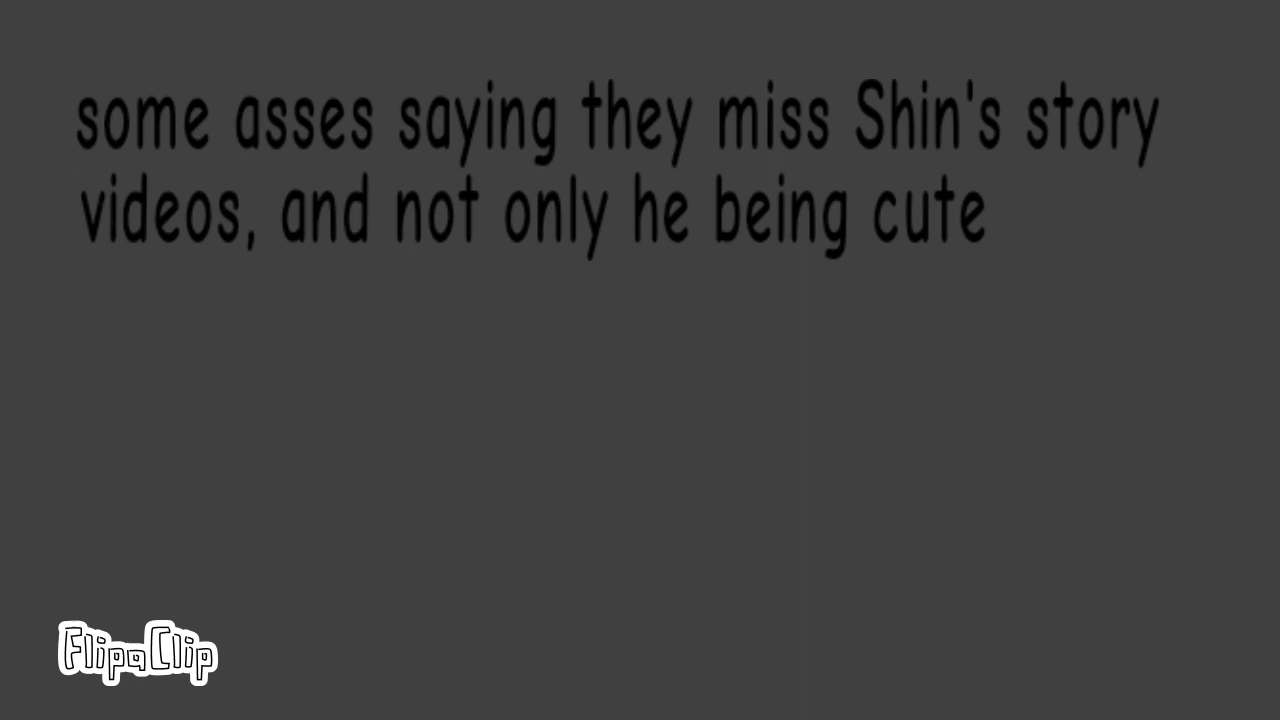 some asses saying they miss Shin's story
videos, and not only he being cute
FlipaClip